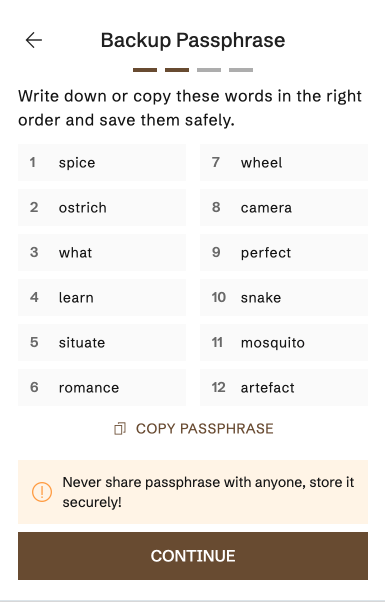 Backup Passphrase
Write down or copy these words in the right
order and save them safely.
1 spice
2 ostrich
3 what
4 learn
5 situate
6 romance
7 wheel
8 camera
9 perfect
10 snake
11 mosquito
12 artefact
COPY PASSPHRASE
Never share passphrase with anyone, store it
securely!
CONTINUE